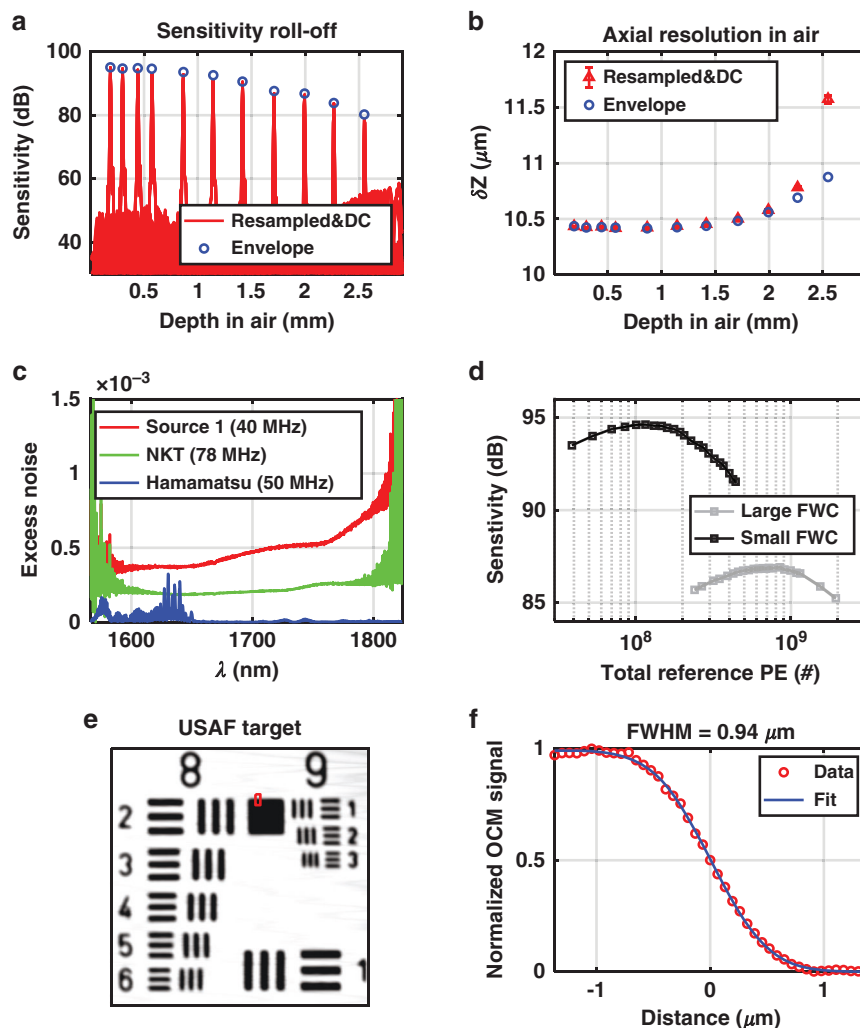 a
Sensitivity roll-off
Sensitivity (dB)
100
80
60
40
Resampled&DC
Envelope
0.5 1 1.5 2 2.5
Depth in air (mm)
b
Axial resolution in air
δZ (μm)
12
11.5
11
10.5
10
Resampled&DC
Envelope
0.5 1 1.5 2 2.5
Depth in air (mm)
c
×10⁻³
Excess noise
1.5
1
0.5
0
Source 1 (40 MHz)
NKT (78 MHz)
Hamamatsu (50 MHz)
1600 1700 1800
λ (nm)
d
Senstivity (dB)
95
90
85
Large FWC
Small FWC
10⁸ 10⁹
Total reference PE (#)
e
USAF target
8 9
2 1
2
3 3
4
5
6 1
f
FWHM = 0.94 μm
Normalized OCM signal
1
0.5
0
Data
Fit
-1 0 1
Distance (μm)